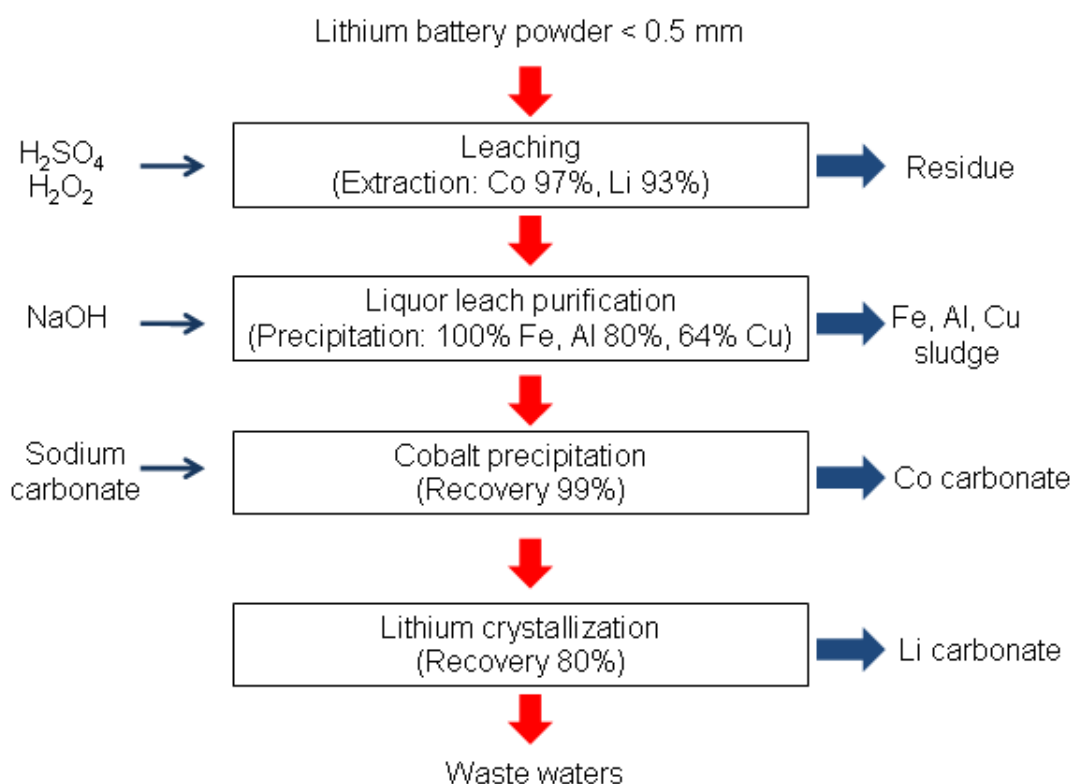 Lithium battery powder < 0.5 mm
H₂SO₄
H₂O₂
Leaching
(Extraction: Co 97%, Li 93%)
Residue
NaOH
Liquor leach purification
(Precipitation: 100% Fe, Al 80%, 64% Cu)
Fe, Al, Cu
sludge
Sodium
carbonate
Cobalt precipitation
(Recovery 99%)
Co carbonate
Lithium crystallization
(Recovery 80%)
Li carbonate
Waste waters